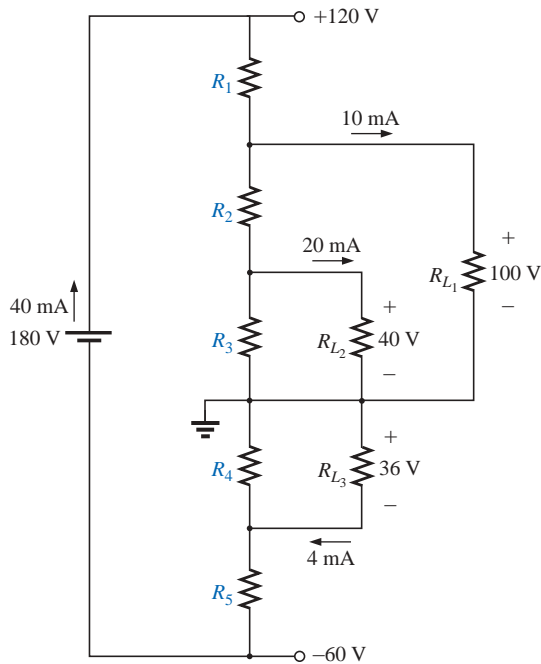 +120 V
R1
10 mA
R2
20 mA
+
RL1
100 V
–
40 mA
180 V
R3
+
RL2
40 V
–
R4
+
RL3
36 V
–
4 mA
R5
–60 V